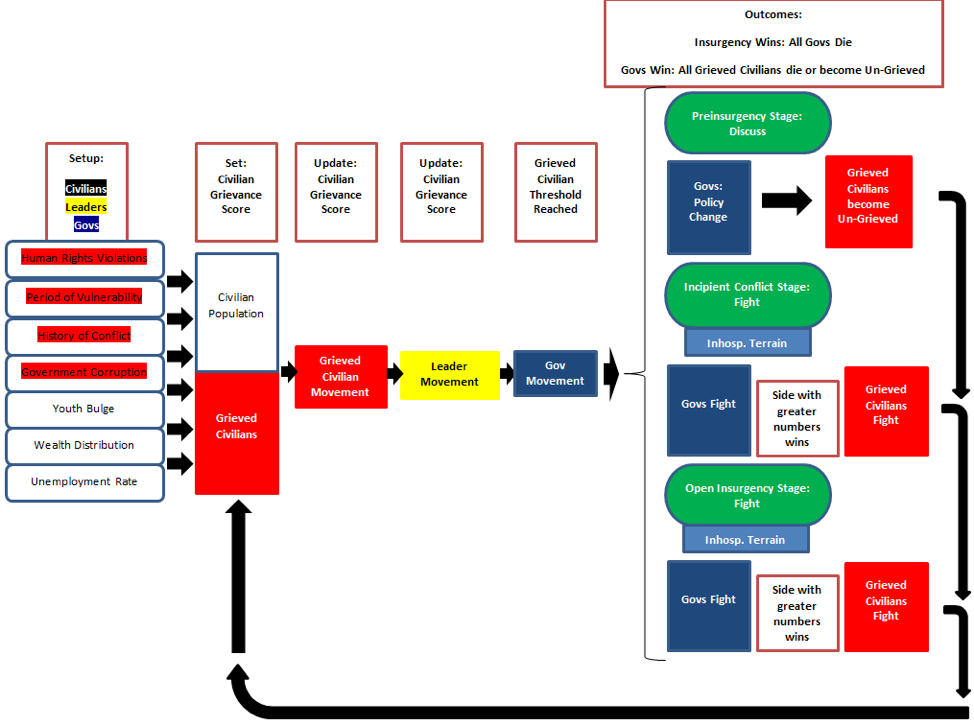 Outcomes:
Insurgency Wins: All Govs Die
Govs Win: All Grieved Civilians die or become Un-Grieved
Setup:
Civilians
Leaders
Govs
Set:
Civilian
Grievance
Score
Update:
Civilian
Grievance
Score
Update:
Civilian
Grievance
Score
Grieved
Civilian
Threshold
Reached
Human Rights Violations
Period of Vulnerability
History of Conflict
Government Corruption
Youth Bulge
Wealth Distribution
Unemployment Rate
Civilian
Population
Grieved
Civilians
Grieved
Civilian
Movement
Leader
Movement
Gov
Movement
Preinsurgency Stage:
Discuss
Govs:
Policy
Change
Grieved
Civilians
become
Un-Grieved
Incipient Conflict Stage:
Fight
Inhosp. Terrain
Govs Fight
Side with
greater
numbers
wins
Grieved
Civilians
Fight
Open Insurgency Stage:
Fight
Inhosp. Terrain
Govs Fight
Side with
greater
numbers
wins
Grieved
Civilians
Fight